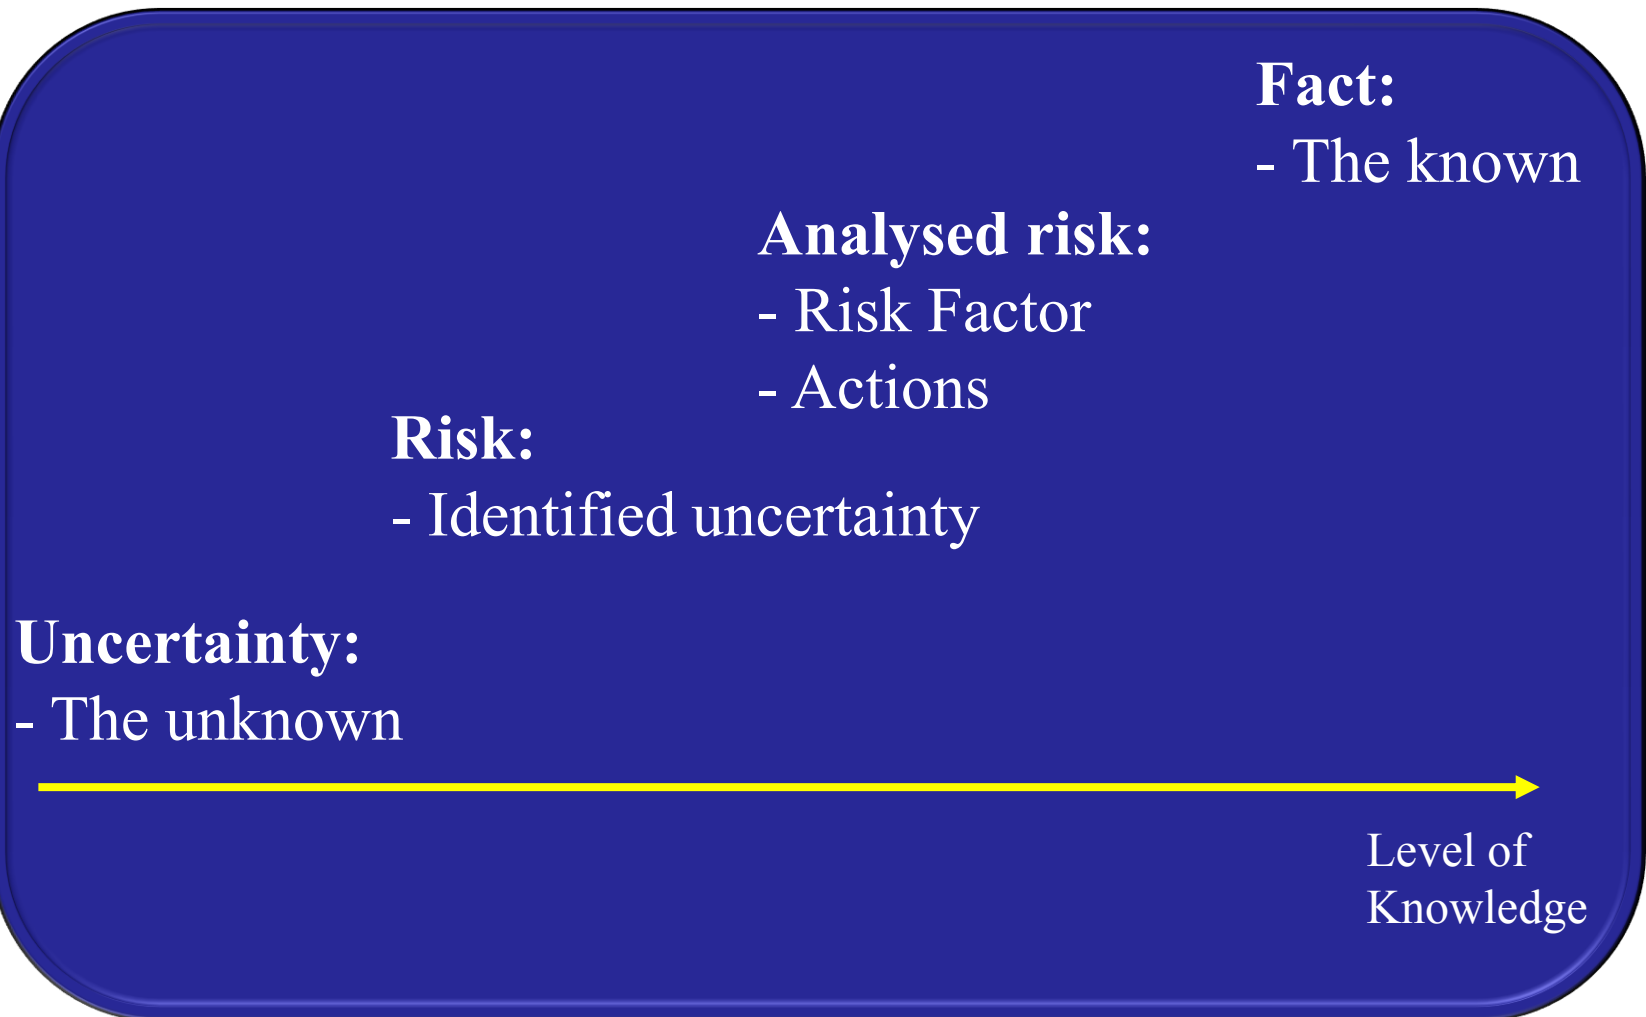 Fact:
- The known
Analysed risk:
- Risk Factor
- Actions
Risk:
- Identified uncertainty
Uncertainty:
- The unknown
Level of
Knowledge